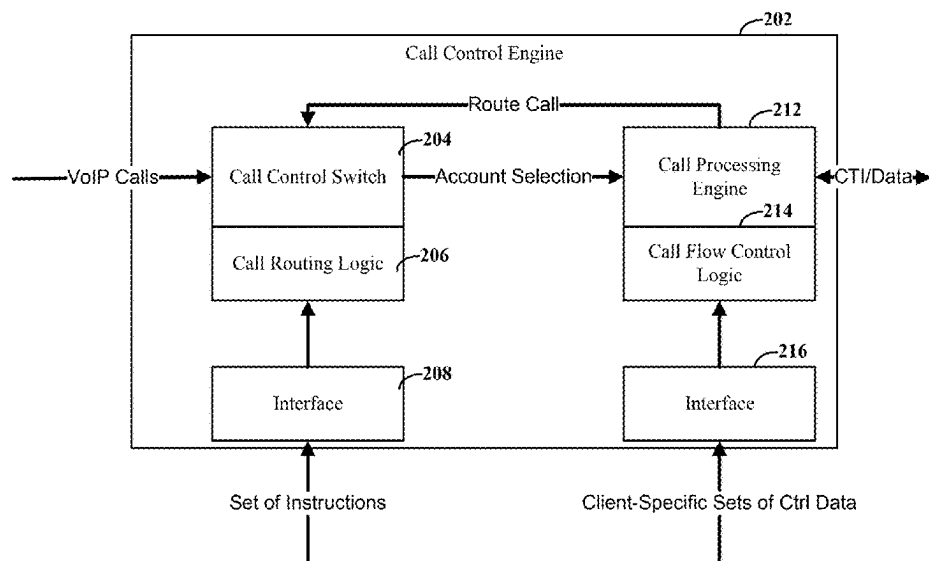 202
Call Control Engine
Route Call
212
204
VoIP Calls
Call Control Switch
Account Selection
Call Processing
Engine
CTI/Data
214
Call Routing Logic
206
Call Flow Control
Logic
208
216
Interface
Interface
Set of Instructions
Client-Specific Sets of Ctrl Data